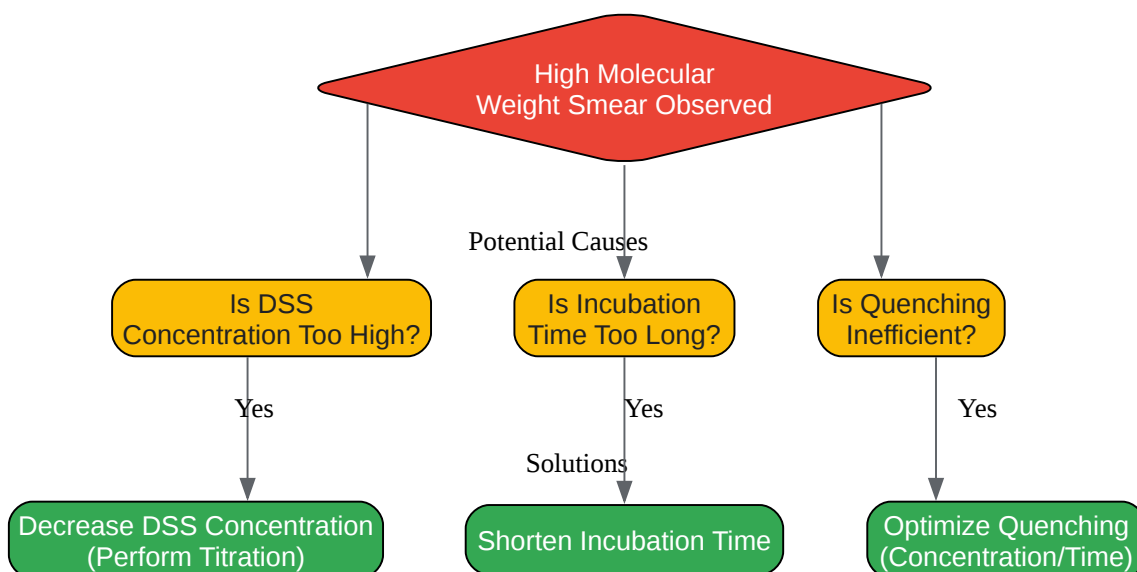 High Molecular
Weight Smear Observed
Potential Causes
Is DSS
Concentration Too High?
Is Incubation
Time Too Long?
Is Quenching
Inefficient?
Yes
Yes
Yes
Solutions
Decrease DSS Concentration
(Perform Titration)
Shorten Incubation Time
Optimize Quenching
(Concentration/Time)